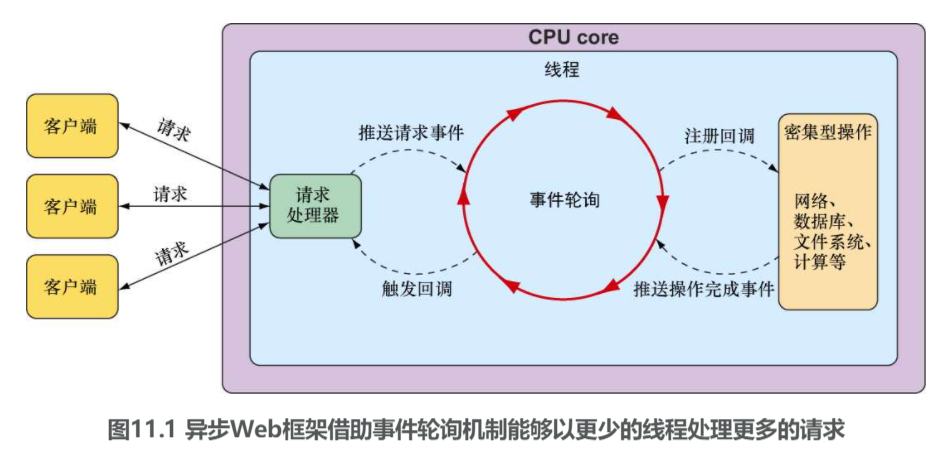 CPU core
线程
客户端
请求
客户端
请求
客户端
请求
请求
处理器
推送请求事件
触发回调
事件轮询
注册回调
推送操作完成事件
密集型操作
网络、
数据库、
文件系统、
计算等
图11.1 异步Web框架借助事件轮询机制能够以更少的线程处理更多的请求